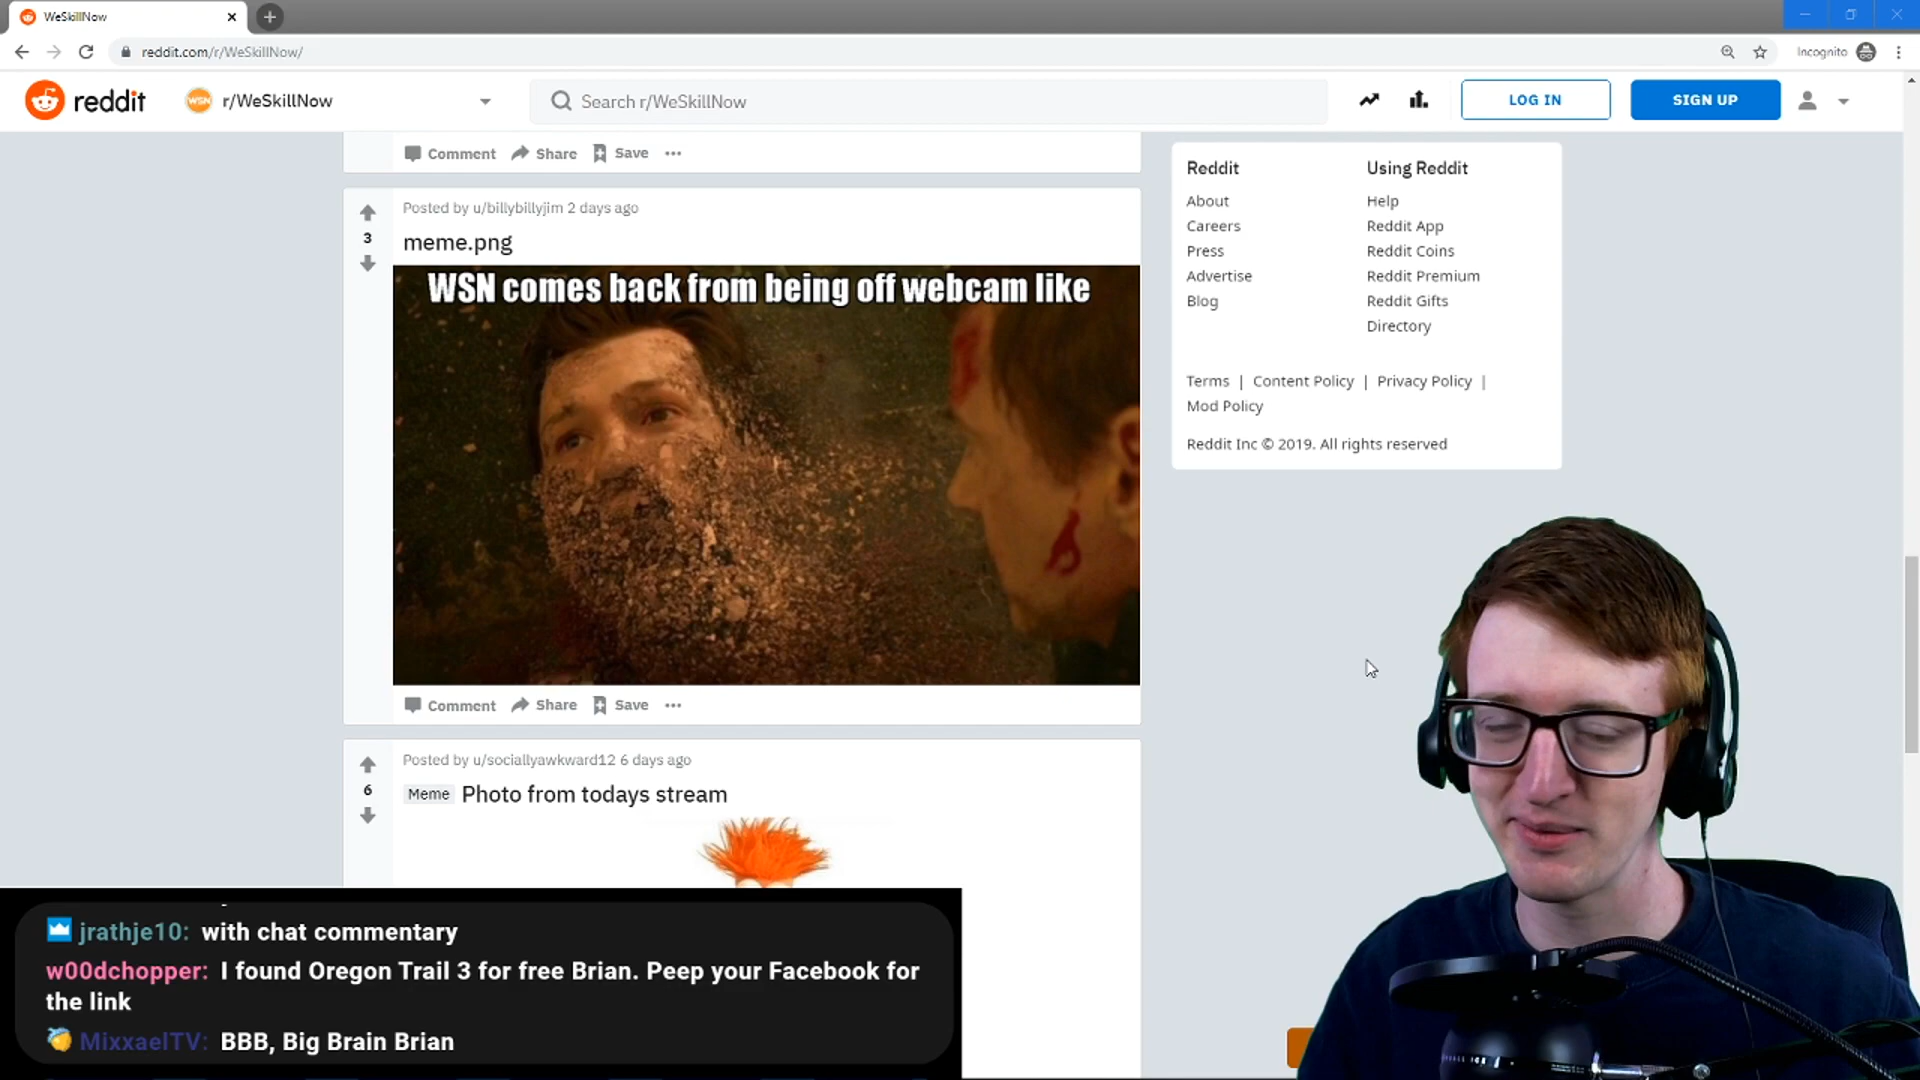 WeSkillNow
reddit.com/r/WeSkillNow/
Incognito
reddit
WSN
r/WeSkillNow
Search r/WeSkillNow
LOG IN
SIGN UP
Comment
Share
Save
Posted by u/billybillyjim 2 days ago
3
meme.png
WSN comes back from being off webcam like
Comment
Share
Save
Posted by u/sociallyawkward12 6 days ago
6
Meme
Photo from todays stream
Reddit
Using Reddit
About
Help
Careers
Reddit App
Press
Reddit Coins
Advertise
Reddit Premium
Blog
Reddit Gifts
Directory
Terms | Content Policy | Privacy Policy |
Mod Policy
Reddit Inc © 2019. All rights reserved
jrathje10: with chat commentary
w00dchopper: I found Oregon Trail 3 for free Brian. Peep your Facebook for
the link
MixxaelTV: BBB, Big Brain Brian